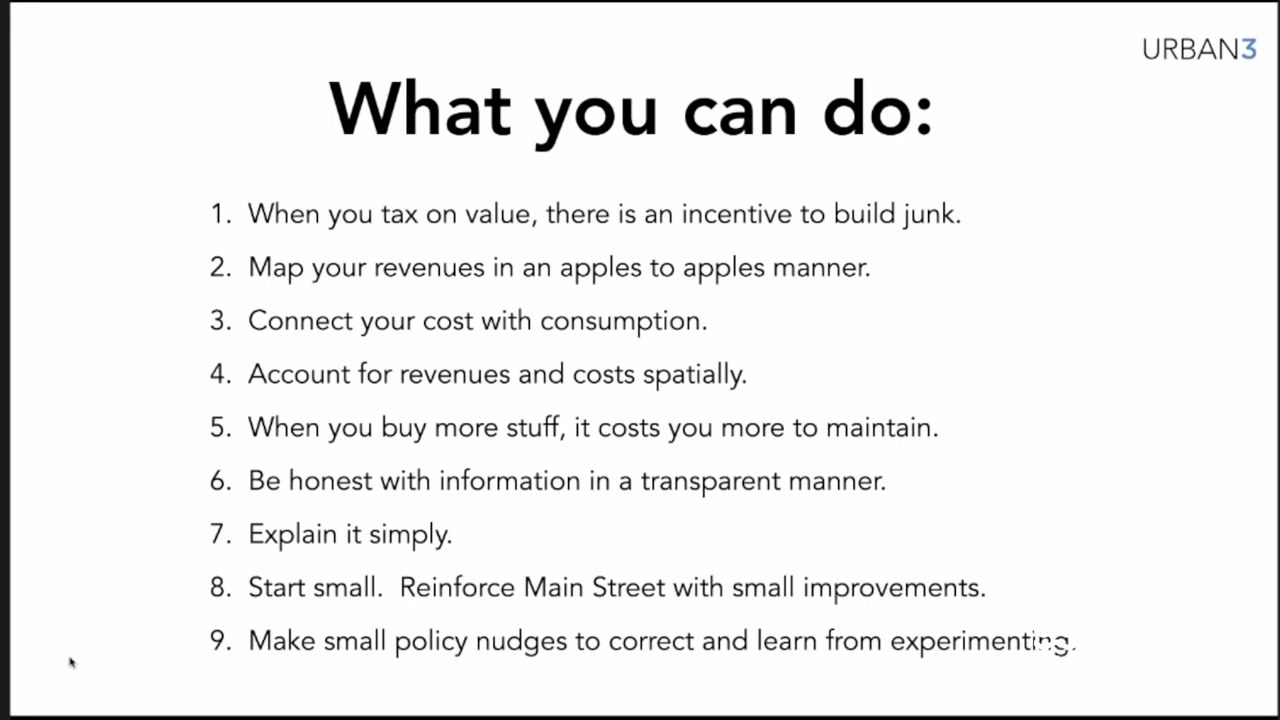 URBAN3
What you can do:
1. When you tax on value, there is an incentive to build junk.
2. Map your revenues in an apples to apples manner.
3. Connect your cost with consumption.
4. Account for revenues and costs spatially.
5. When you buy more stuff, it costs you more to maintain.
6. Be honest with information in a transparent manner.
7. Explain it simply.
8. Start small.  Reinforce Main Street with small improvements.
9. Make small policy nudges to correct and learn from experimenting.